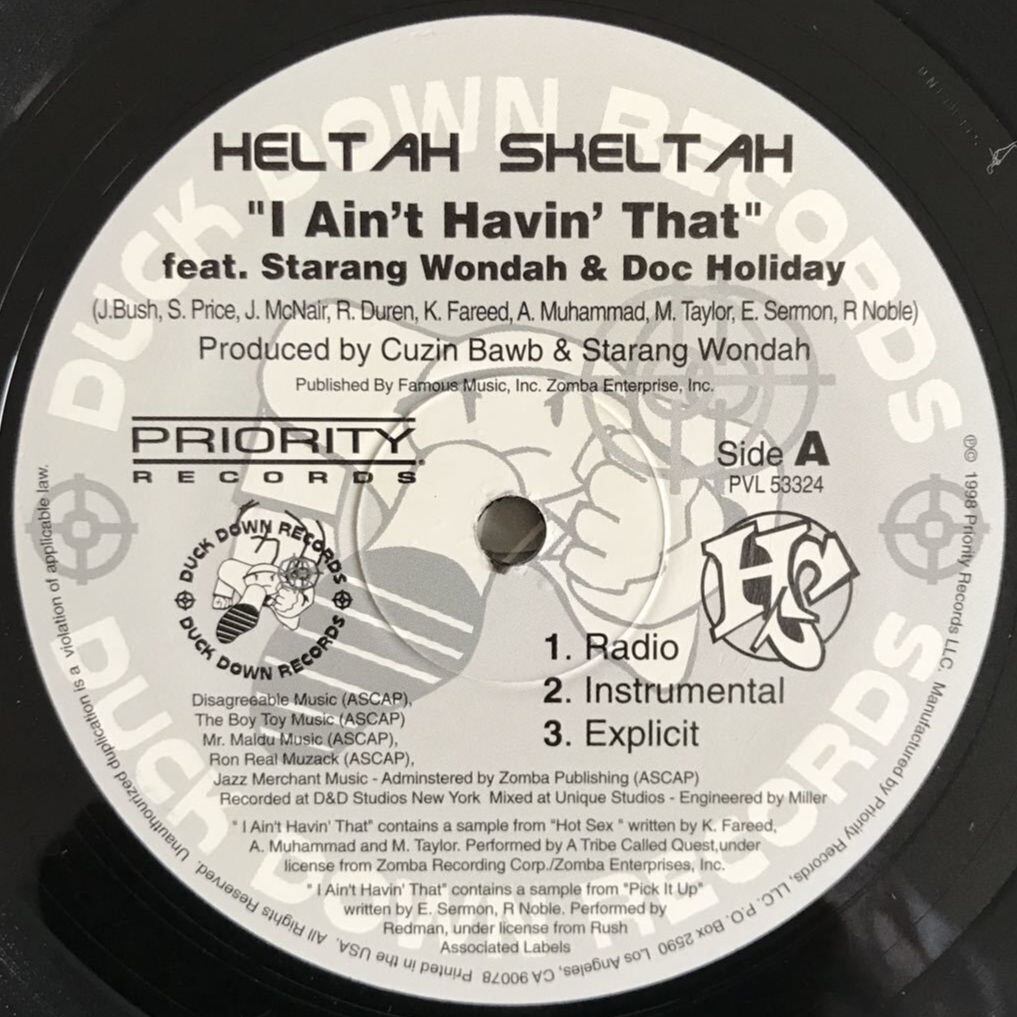 DUCK DOWN RECORDS
HELTAH SKELTAH
"I Ain't Havin' That"
feat. Starang Wondah & Doc Holiday
(J.Bush, S. Price, J. McNair, R. Duren, K. Fareed, A. Muhammad, M. Taylor, E. Sermon, R Noble)
Produced by Cuzin Bawb & Starang Wondah
Published By Famous Music, Inc. Zomba Enterprise, Inc.
PRIORITY
RECORDS
Side A
PVL 53324
DUCK DOWN RECORDS
DUCK DOWN RECORDS
HS
1. Radio
2. Instrumental
3. Explicit
Disagreeable Music (ASCAP),
The Boy Toy Music (ASCAP)
Mr. Maldu Music (ASCAP),
Ron Real Muzack (ASCAP),
Jazz Merchant Music - Adminstered by Zomba Publishing (ASCAP)
Recorded at D&D Studios New York Mixed at Unique Studios - Engineered by Miller
" I Ain't Havin' That" contains a sample from "Hot Sex " written by K. Fareed,
A. Muhammad and M. Taylor. Performed by A Tribe Called Quest,under
license from Zomba Recording Corp./Zomba Enterprises, Inc.
" I Ain't Havin' That" contains a sample from "Pick It Up"
written by E. Sermon, R Noble. Performed by
Redman, under license from Rush
Associated Labels
DUCK DOWN RECORDS
℗© 1998 Priority Records LLC. Manufactured by Priority Records, LLC. P.O. Box 2590 Los Angeles, CA 90078 Printed in the USA. All Rights Reserved. Unauthorized duplication is a violation of applicable law.